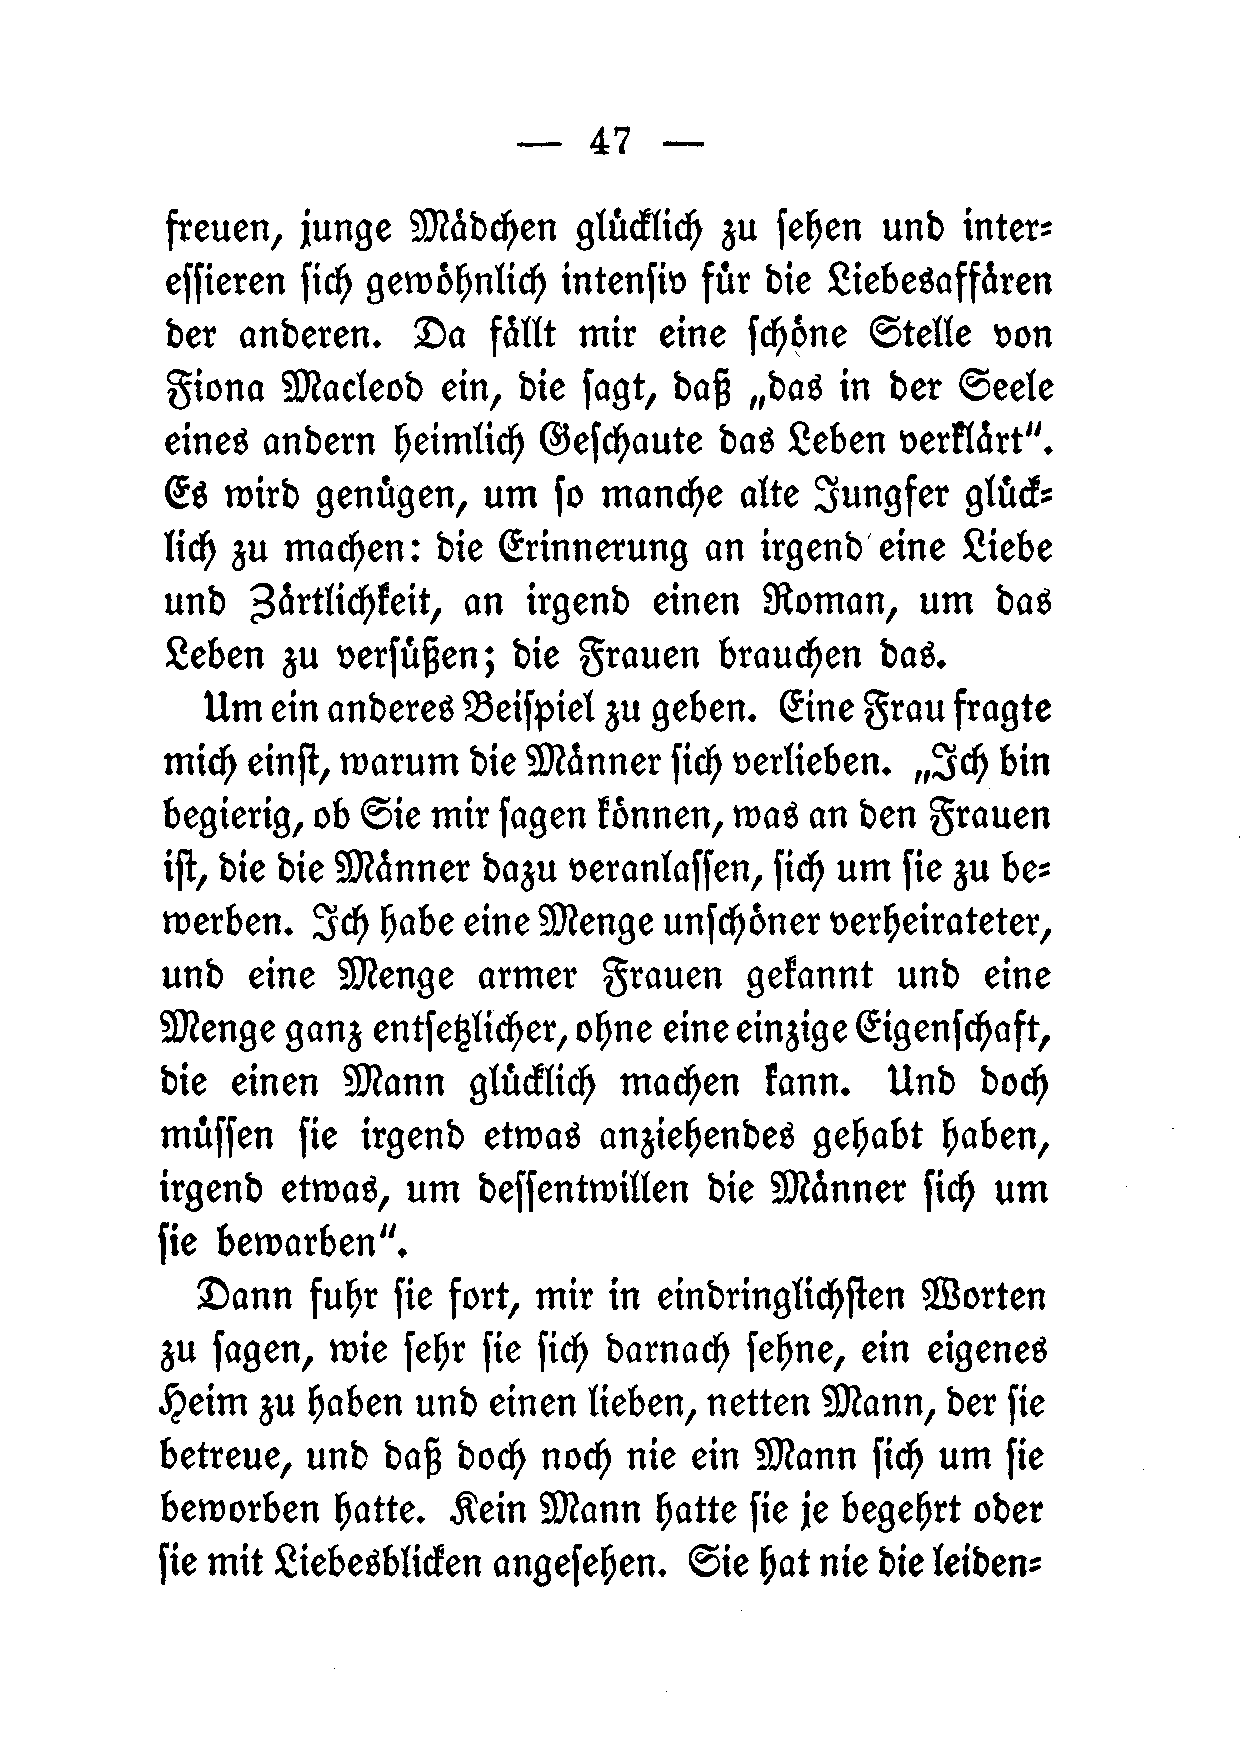 — 47 —
freuen, junge Mädchen glücklich zu ſehen und inter⸗
eſſieren ſich gewöhnlich intenſiv für die Liebesaffären
der anderen. Da fällt mir eine ſchöne Stelle von
Fiona Macleod ein, die ſagt, daß „das in der Seele
eines andern heimlich Geſchaute das Leben verklärt“.
Es wird genügen, um ſo manche alte Jungfer glück⸗
lich zu machen: die Erinnerung an irgend eine Liebe
und Zärtlichkeit, an irgend einen Roman, um das
Leben zu verſüßen; die Frauen brauchen das.
Um ein anderes Beiſpiel zu geben. Eine Frau fragte
mich einſt, warum die Männer ſich verlieben. „Ich bin
begierig, ob Sie mir ſagen können, was an den Frauen
iſt, die die Männer dazu veranlaſſen, ſich um ſie zu be⸗
werben. Ich habe eine Menge unſchöner verheirateter,
und eine Menge armer Frauen gekannt und eine
Menge ganz entſetzlicher, ohne eine einzige Eigenſchaft,
die einen Mann glücklich machen kann. Und doch
müſſen ſie irgend etwas anziehendes gehabt haben,
irgend etwas, um deſſentwillen die Männer ſich um
ſie bewarben“.
Dann fuhr ſie fort, mir in eindringlichſten Worten
zu ſagen, wie ſehr ſie ſich darnach ſehne, ein eigenes
Heim zu haben und einen lieben, netten Mann, der ſie
betreue, und daß doch noch nie ein Mann ſich um ſie
beworben hatte. Kein Mann hatte ſie je begehrt oder
ſie mit Liebesblicken angeſehen. Sie hat nie die leiden⸗